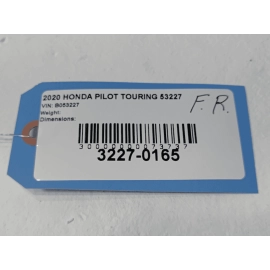 2020 HONDA PILOT TOURING 53227
VIN: B053227
Weight:
Dimensions:
F.R.
3227-0165